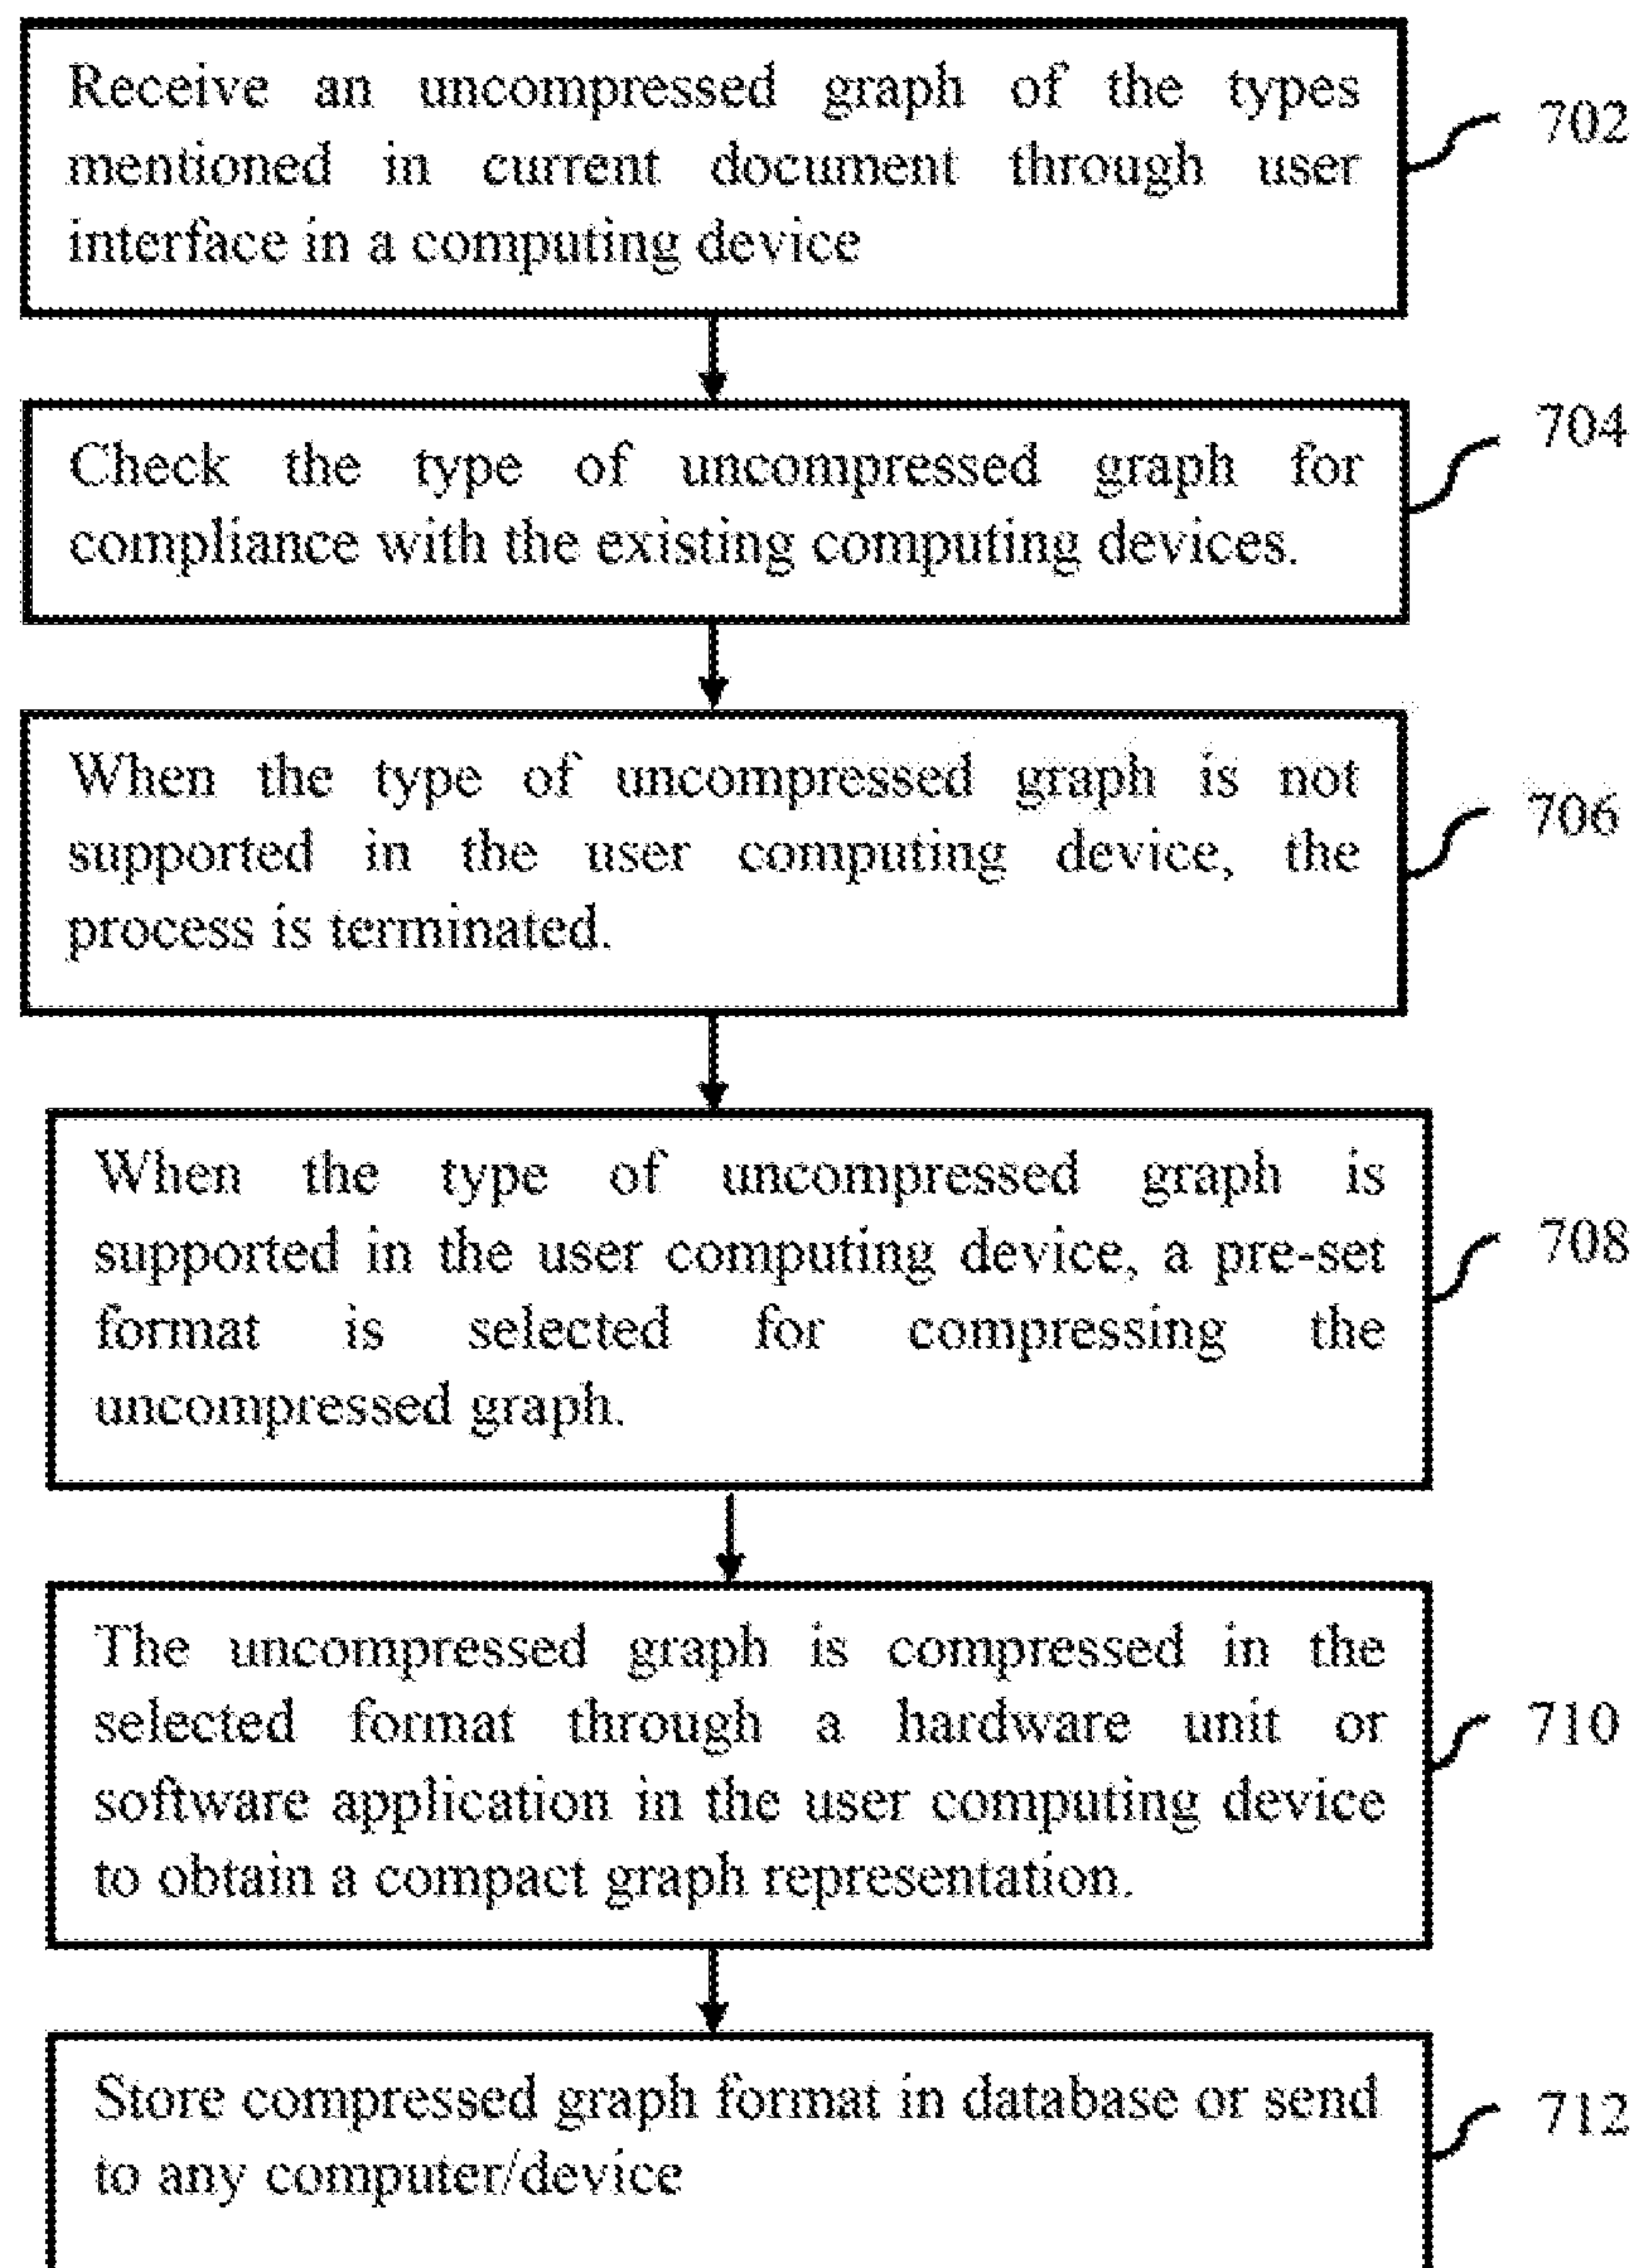 Receive an uncompressed graph of the types
mentioned in current document through user
interface in a computing device
702
Check the type of uncompressed graph for
compliance with the existing computing devices.
704
When the type of uncompressed graph is not
supported in the user computing device, the
process is terminated.
706
When the type of uncompressed graph is
supported in the user computing device, a pre-set
format is selected for compressing the
uncompressed graph.
708
The uncompressed graph is compressed in the
selected format through a hardware unit or
software application in the user computing device
to obtain a compact graph representation.
710
Store compressed graph format in database or send
to any computer/device
712